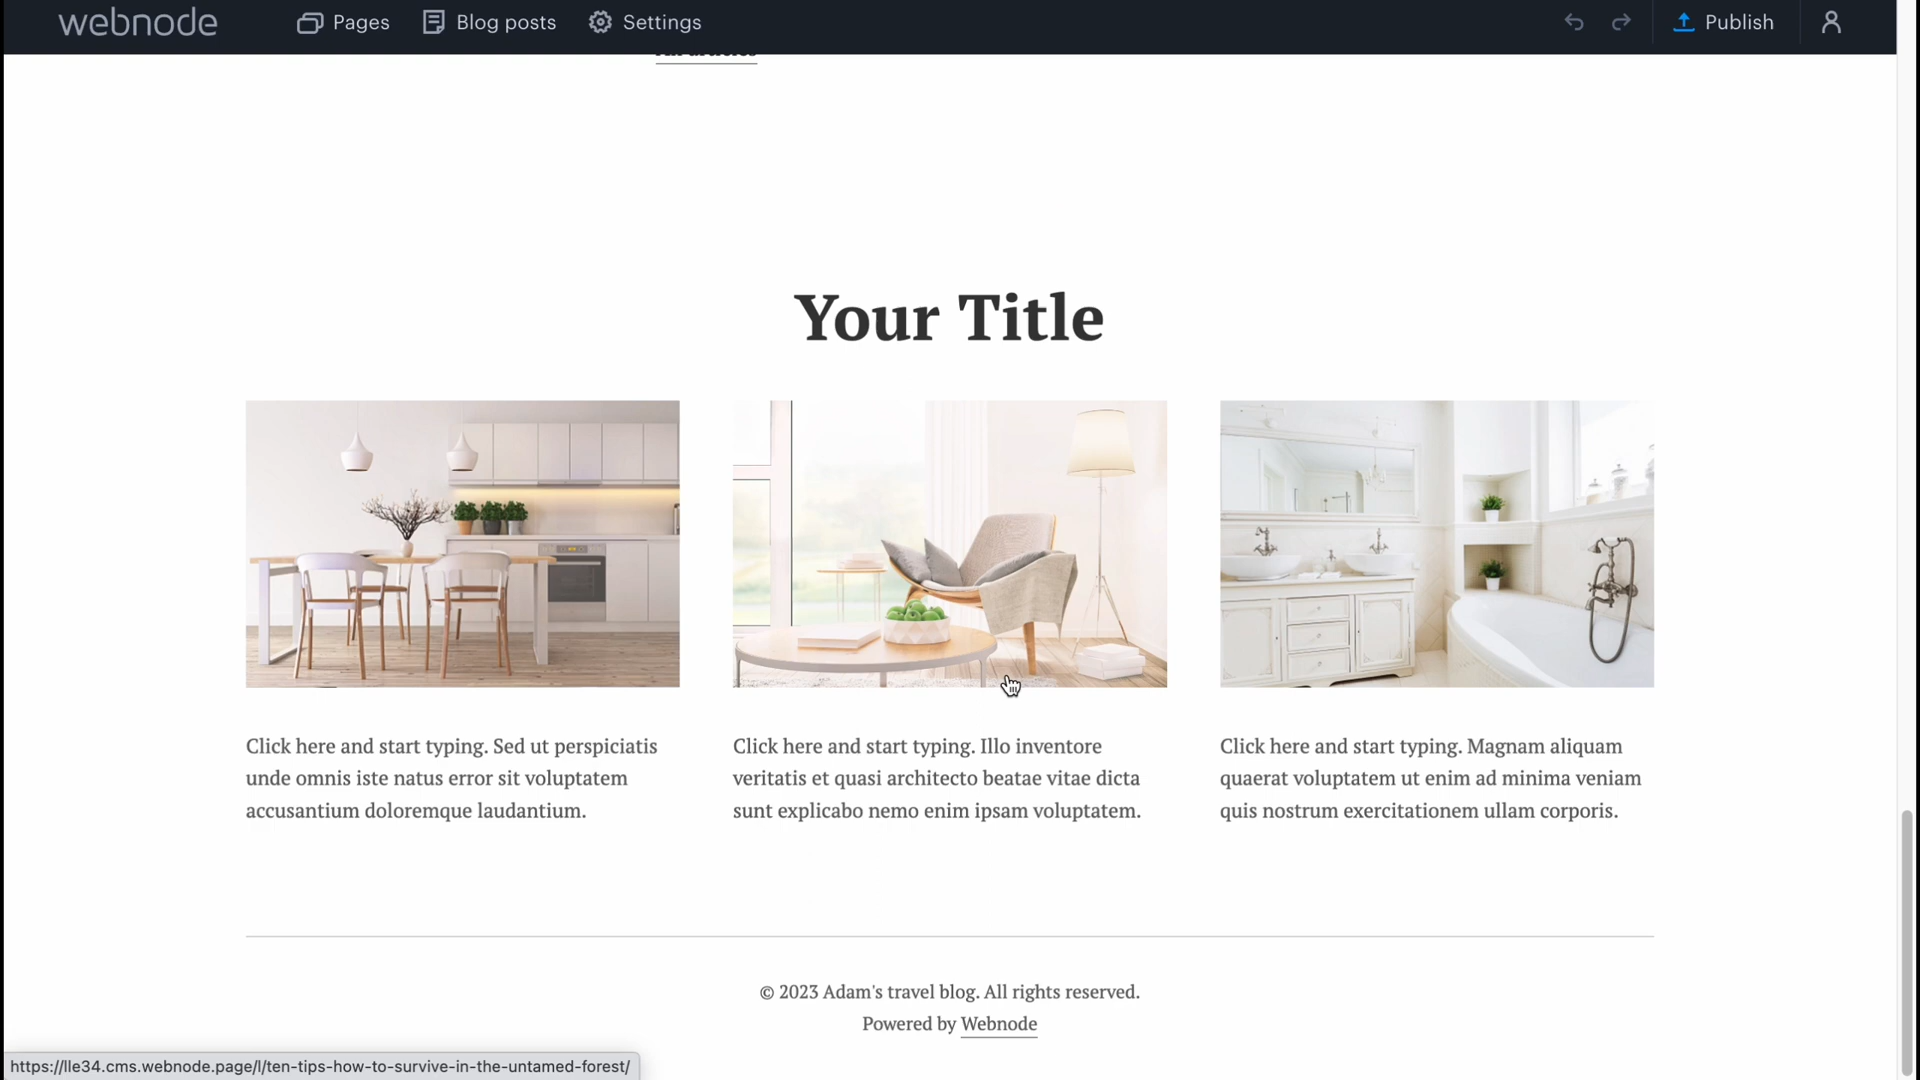 webnode
Pages
Blog posts
Settings
Publish
All articles
Your Title
Click here and start typing. Sed ut perspiciatis
unde omnis iste natus error sit voluptatem
accusantium doloremque laudantium.
Click here and start typing. Illo inventore
veritatis et quasi architecto beatae vitae dicta
sunt explicabo nemo enim ipsam voluptatem.
Click here and start typing. Magnam aliquam
quaerat voluptatem ut enim ad minima veniam
quis nostrum exercitationem ullam corporis.
© 2023 Adam's travel blog. All rights reserved.
Powered by Webnode
https://lle34.cms.webnode.page/l/ten-tips-how-to-survive-in-the-untamed-forest/